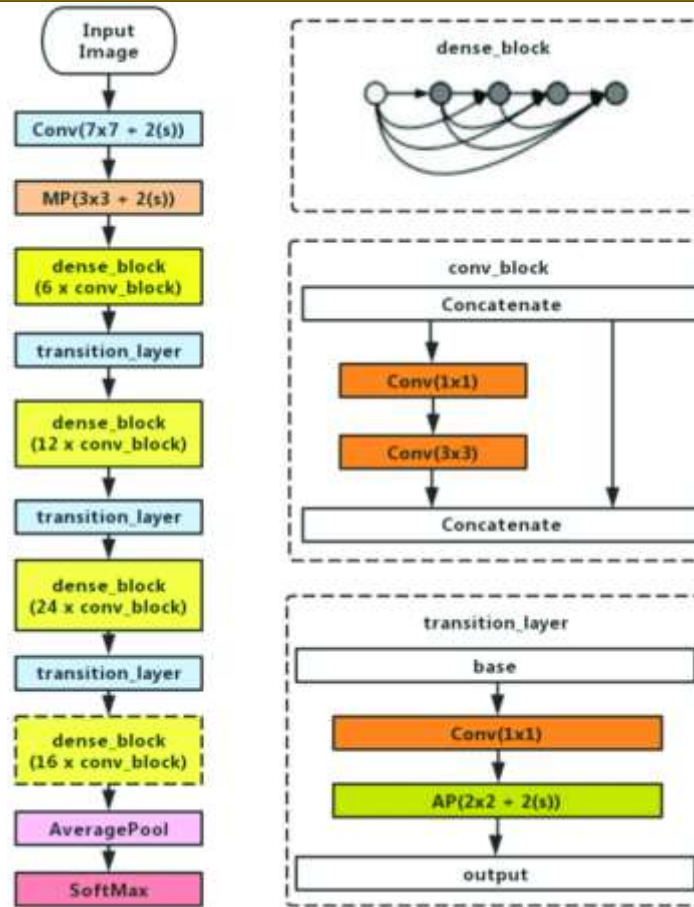 Input
Image
Conv(7x7 + 2(s))
MP(3x3 + 2(s))
dense_block
(6 x conv_block)
transition_layer
dense_block
(12 x conv_block)
transition_layer
dense_block
(24 x conv_block)
transition_layer
dense_block
(16 x conv_block)
AveragePool
SoftMax
dense_block
conv_block
Concatenate
Conv(1x1)
Conv(3x3)
Concatenate
transition_layer
base
Conv(1x1)
AP(2x2 + 2(s))
output